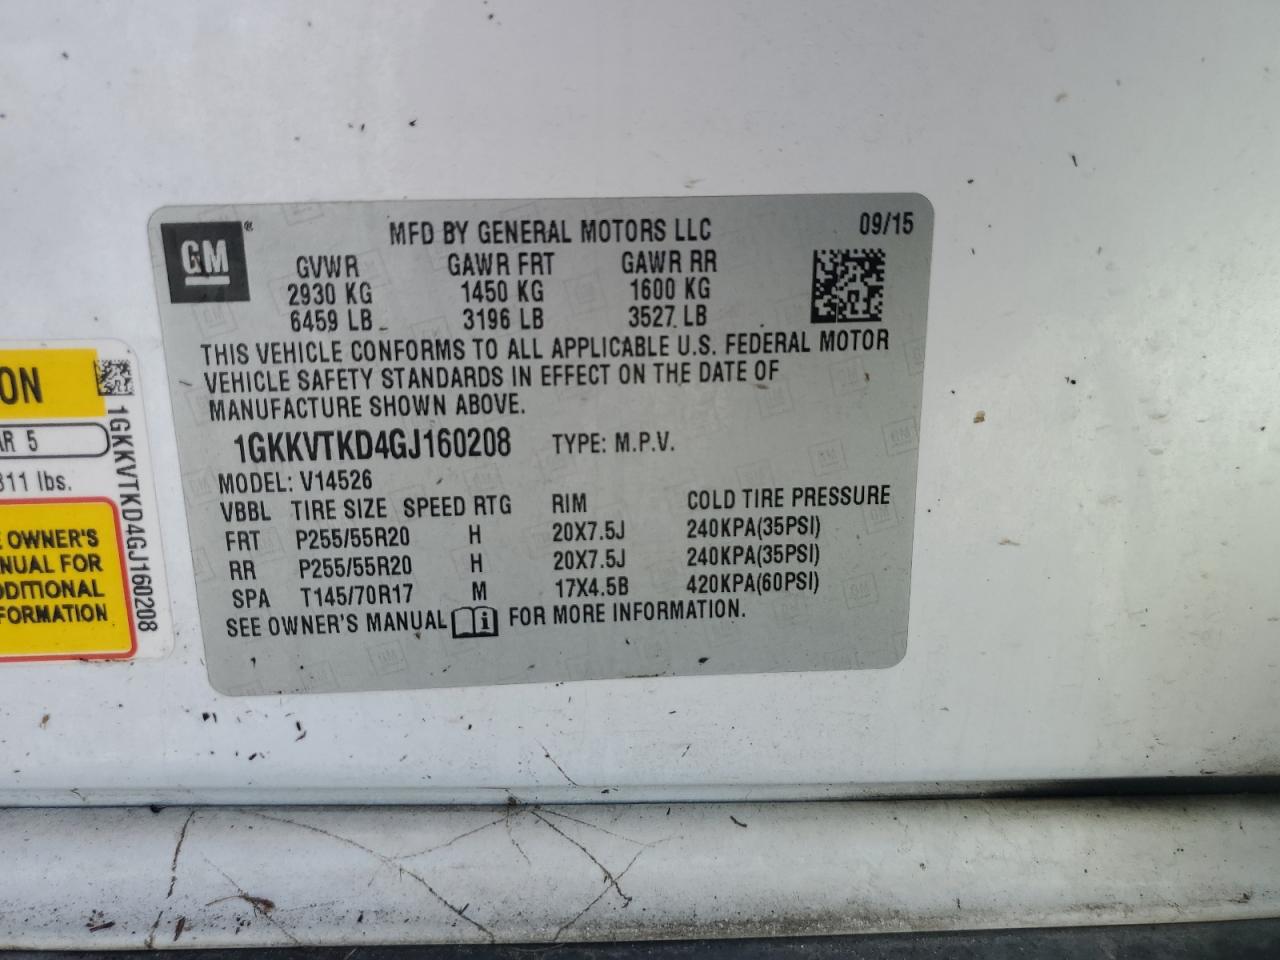 GM®
MFD BY GENERAL MOTORS LLC 09/15
GVWR GAWR FRT GAWR RR
2930 KG 1450 KG 1600 KG
6459 LB 3196 LB 3527 LB
THIS VEHICLE CONFORMS TO ALL APPLICABLE U.S. FEDERAL MOTOR
VEHICLE SAFETY STANDARDS IN EFFECT ON THE DATE OF
MANUFACTURE SHOWN ABOVE.
1GKKVTKD4GJ160208 TYPE: M.P.V.
MODEL: V14526
VBBL TIRE SIZE SPEED RTG RIM COLD TIRE PRESSURE
FRT P255/55R20 H 20X7.5J 240KPA(35PSI)
RR P255/55R20 H 20X7.5J 240KPA(35PSI)
SPA T145/70R17 M 17X4.5B 420KPA(60PSI)
SEE OWNER'S MANUAL FOR MORE INFORMATION.
ON
AR 5
311 lbs.
E OWNER'S
NUAL FOR
DDITIONAL
FORMATION
1GKKVTKD4GJ160208